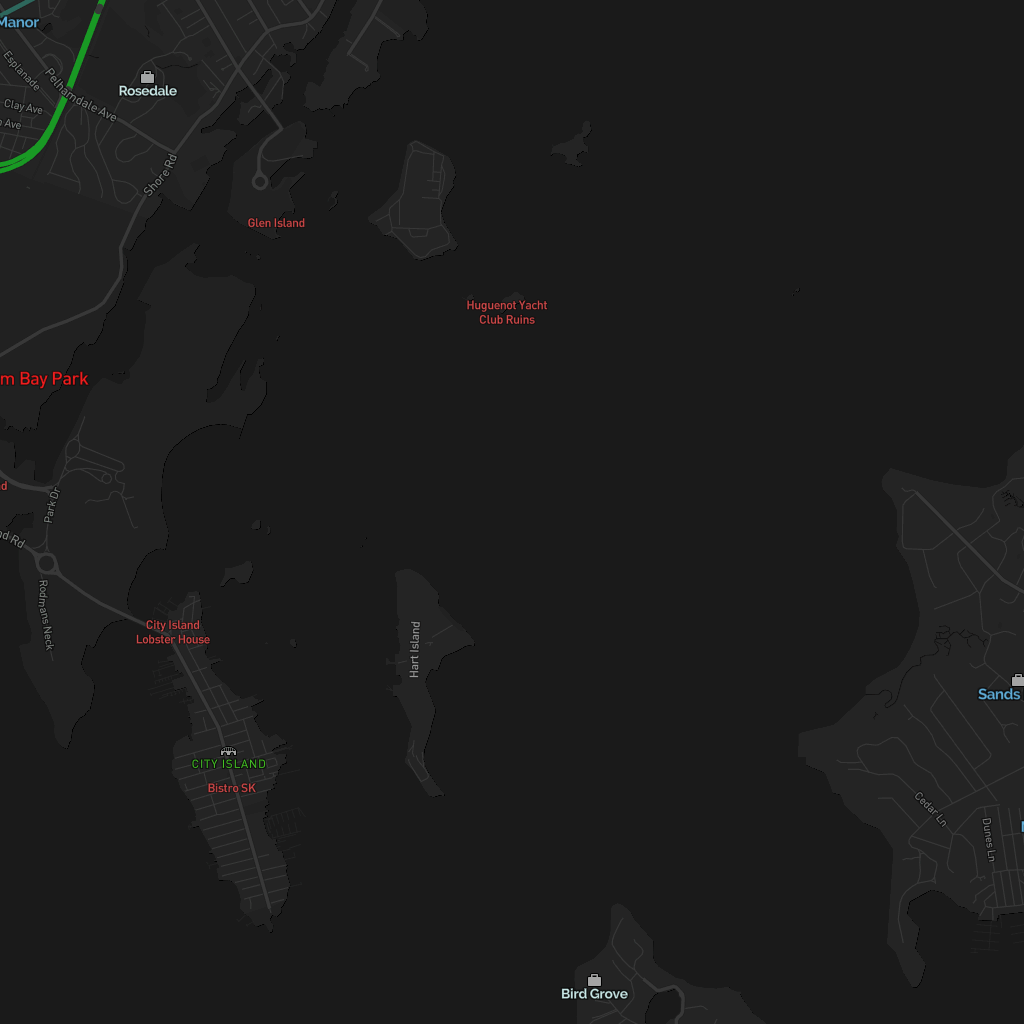 Manor
Esplanade
Pelhamdale Ave
Rosedale
Clay Ave
Ave
Shore Rd
Glen Island
Huguenot Yacht
Club Ruins
m Bay Park
d
Park Dr
nd Rd
Rodmans Neck
City Island
Lobster House
Hart Island
Sands
CITY ISLAND
Bistro SK
Cedar Ln
Dunes Ln
Bird Grove